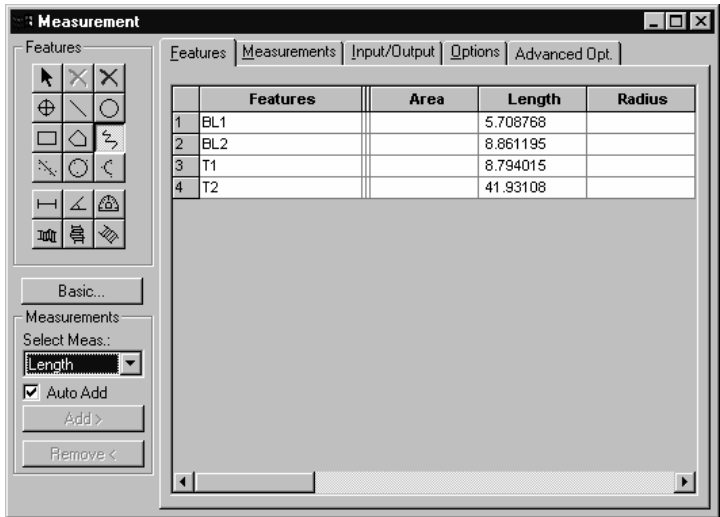 Measurement
Features
Features Measurements Input/Output Options Advanced Opt.
Features Area Length Radius
1 BL1 5.708768
2 BL2 8.861195
3 T1 8.794015
4 T2 41.93108
Basic...
Measurements
Select Meas.:
Length
Auto Add
Add >
Remove <